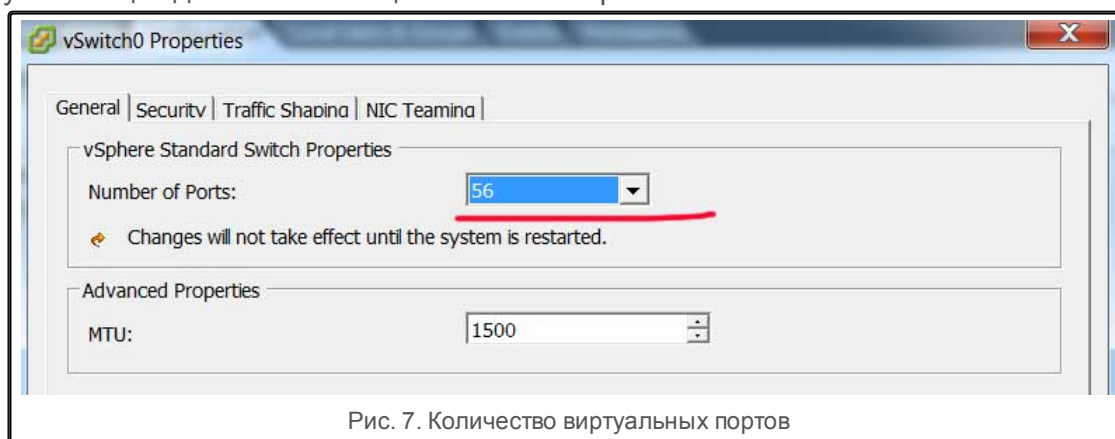 vSwitch0 Properties
General Security Traffic Shaping NIC Teaming
vSphere Standard Switch Properties
Number of Ports: 56
Changes will not take effect until the system is restarted.
Advanced Properties
MTU: 1500
Рис. 7. Количество виртуальных портов